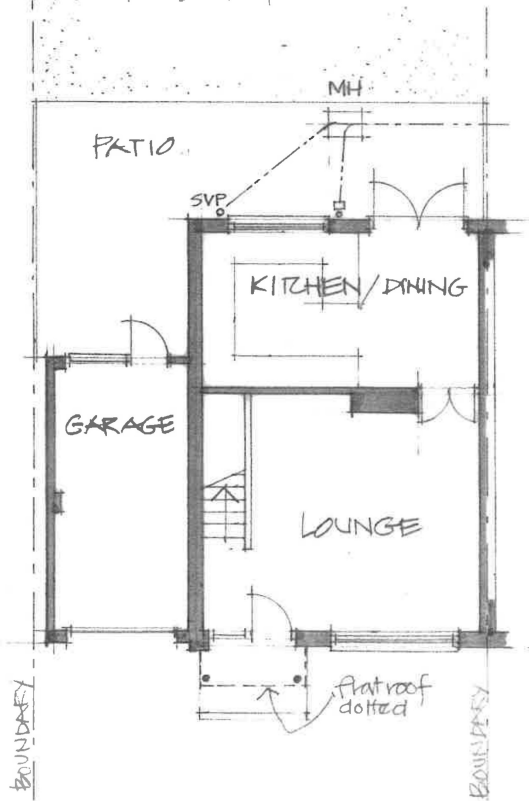 MH
PATIO
SVP
KITCHEN/DINING
GARAGE
LOUNGE
flat roof
dotted
BOUNDARY
BOUNDARY